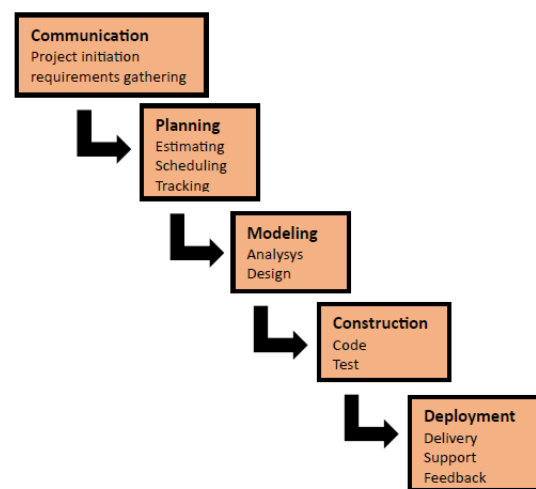 Communication
Project initiation
requirements gathering
Planning
Estimating
Scheduling
Tracking
Modeling
Analysys
Design
Construction
Code
Test
Deployment
Delivery
Support
Feedback